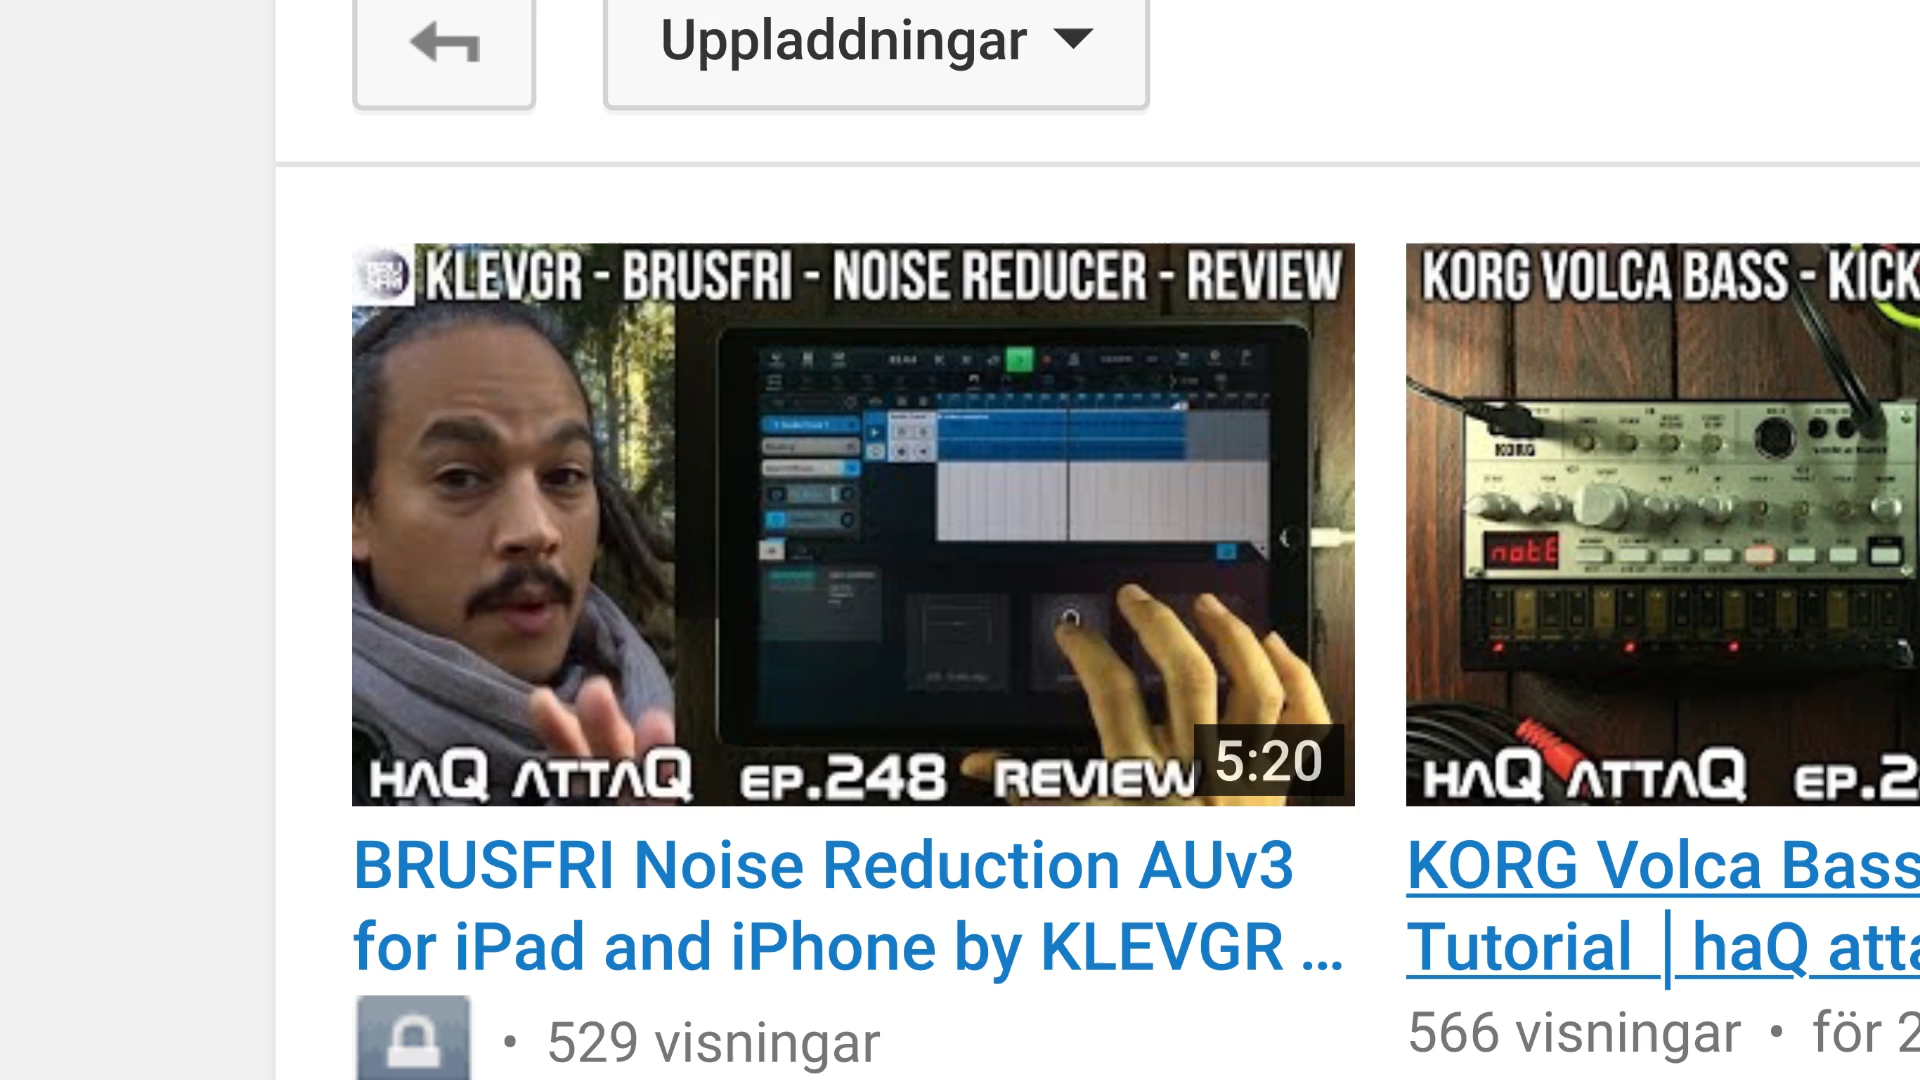 Uppladdningar
KLEVGR - BRUSFRI - NOISE REDUCER - REVIEW
HAQ ATTAQ EP.248 REVIEW
5:20
BRUSFRI Noise Reduction AUv3
for iPad and iPhone by KLEVGR ...
529 visningar
KORG VOLCA BASS - KICK
KORG
notE
HAQ ATTAQ EP.2
KORG Volca Bass
Tutorial | haQ atta
566 visningar • för 2